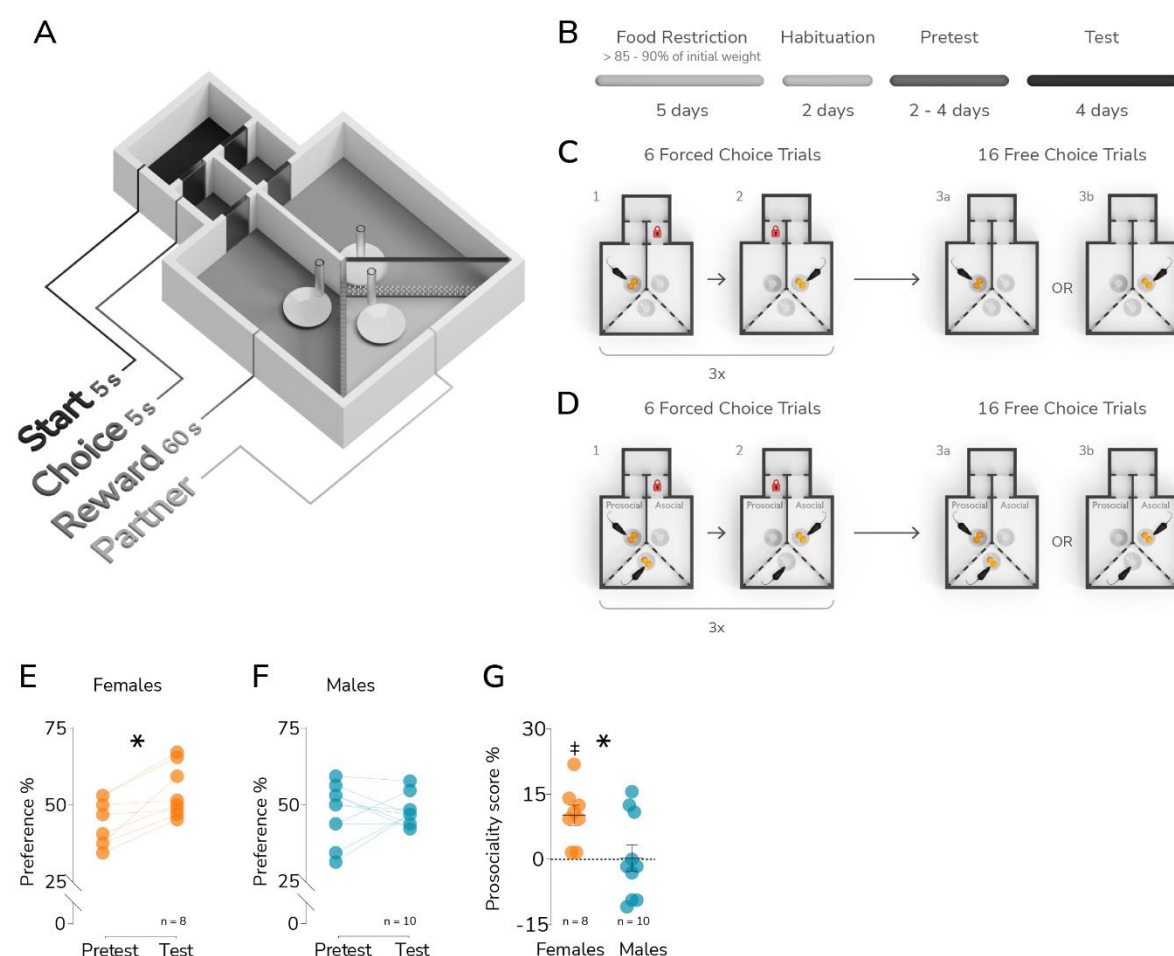 A
Start 5 s
Choice 5 s
Reward 60 s
Partner
B
Food Restriction Habituation Pretest Test
> 85 - 90% of initial weight
5 days 2 days 2 - 4 days 4 days
C
6 Forced Choice Trials 16 Free Choice Trials
1 2 3a 3b
OR
3x
D
6 Forced Choice Trials 16 Free Choice Trials
1 2 3a 3b
Prosocial Asocial Prosocial Asocial Prosocial Asocial Prosocial Asocial
OR
3x
E
Females
Preference %
75
*
50
25
0
n = 8
Pretest Test
F
Males
Preference %
75
50
25
0
n = 10
Pretest Test
G
Prosociality score %
30
‡ *
15
0
-15
n = 8 n = 10
Females Males